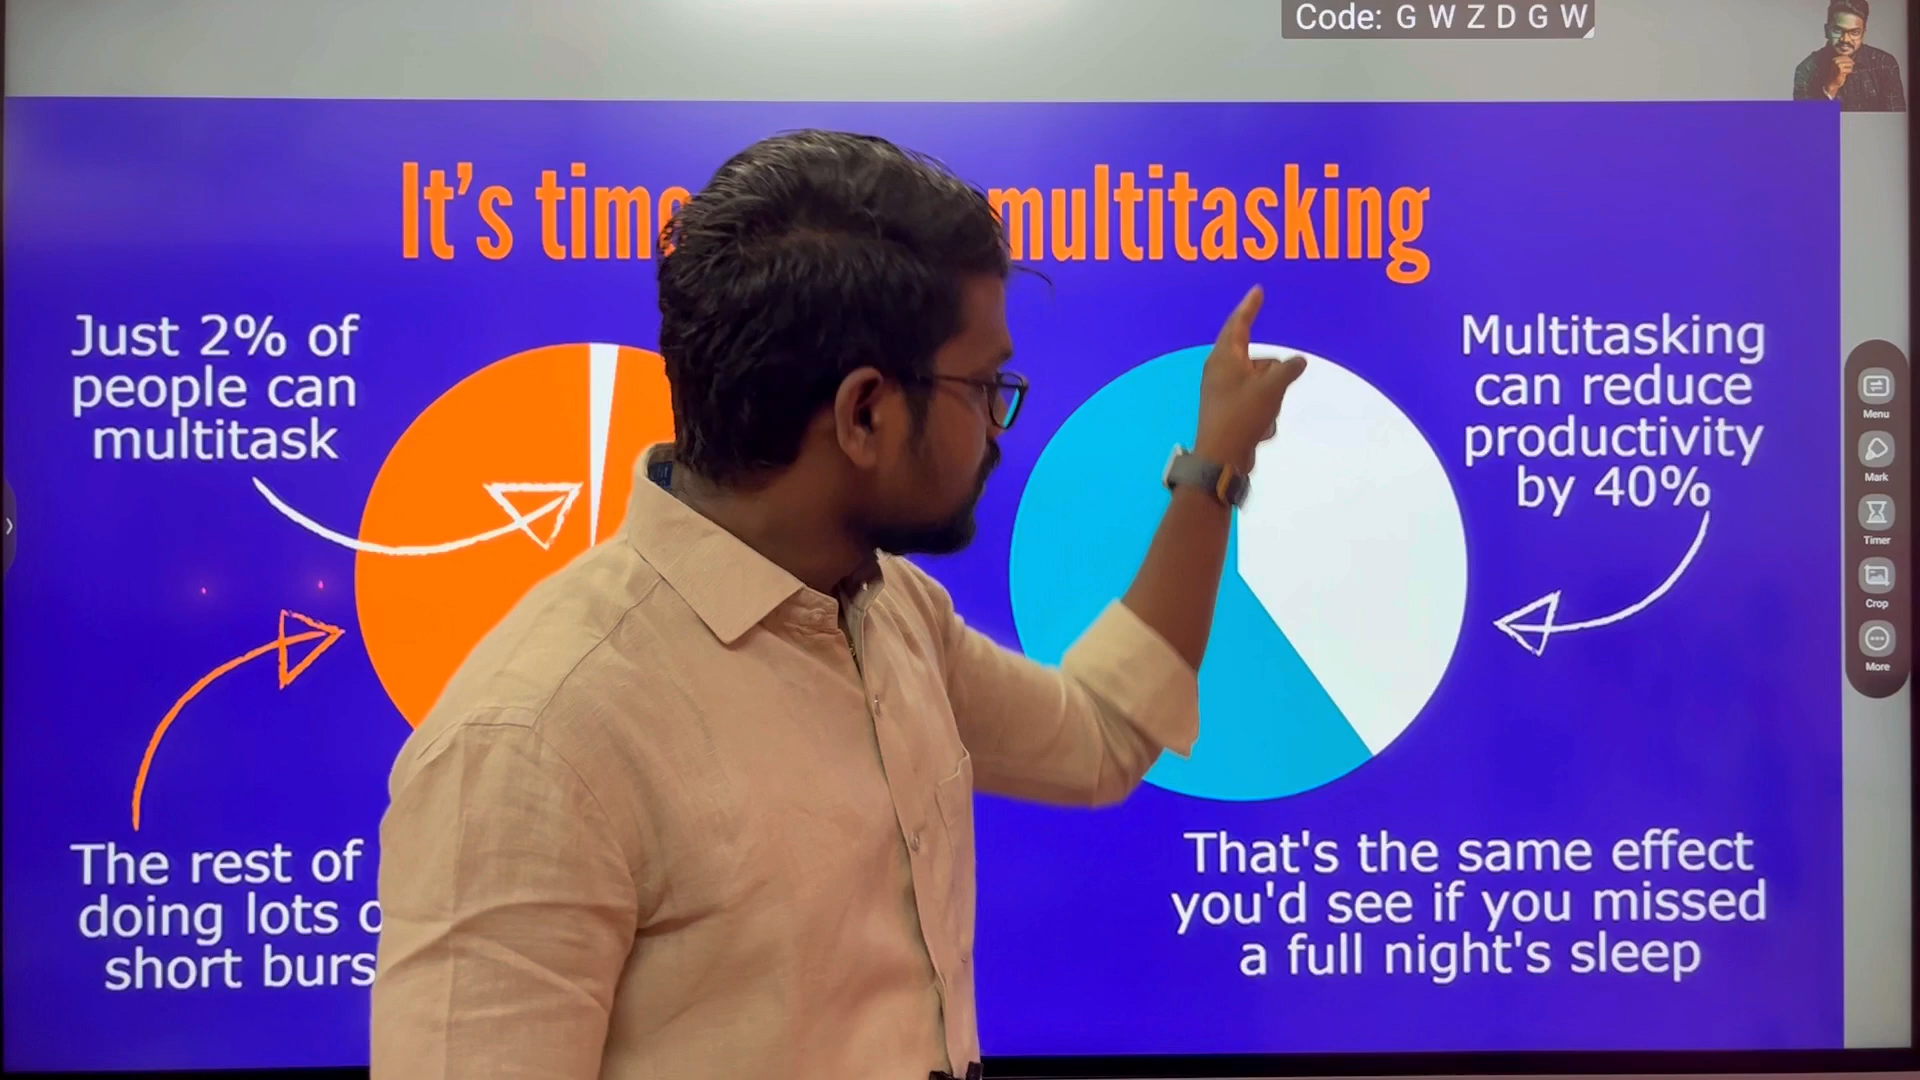 Code: G W Z D G W
It's multitasking
Just 2% of
people can
multitask
Multitasking
can reduce
productivity
by 40%
The rest of
doing lots
short
That's the same effect
you'd see if you missed
a full night's sleep
Menu
Mark
Timer
Crop
More